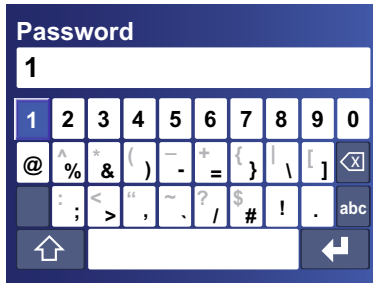 Password
1
1 2 3 4 5 6 7 8 9 0
@ ^ % * & ( ) _ - + = { } | \ [ ]
: ; < > “ , ~ ` ? / $ # ! . abc